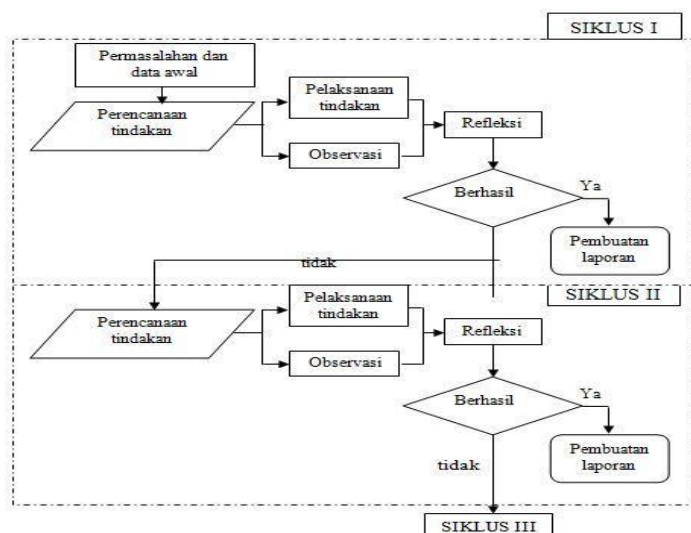 SIKLUS I
Permasalahan dan
data awal
Perencanaan
tindakan
Pelaksanaan
tindakan
Observasi
Refleksi
Berhasil
Ya
Pembuatan
laporan
tidak
SIKLUS II
Perencanaan
tindakan
Pelaksanaan
tindakan
Observasi
Refleksi
Berhasil
Ya
Pembuatan
laporan
tidak
SIKLUS III